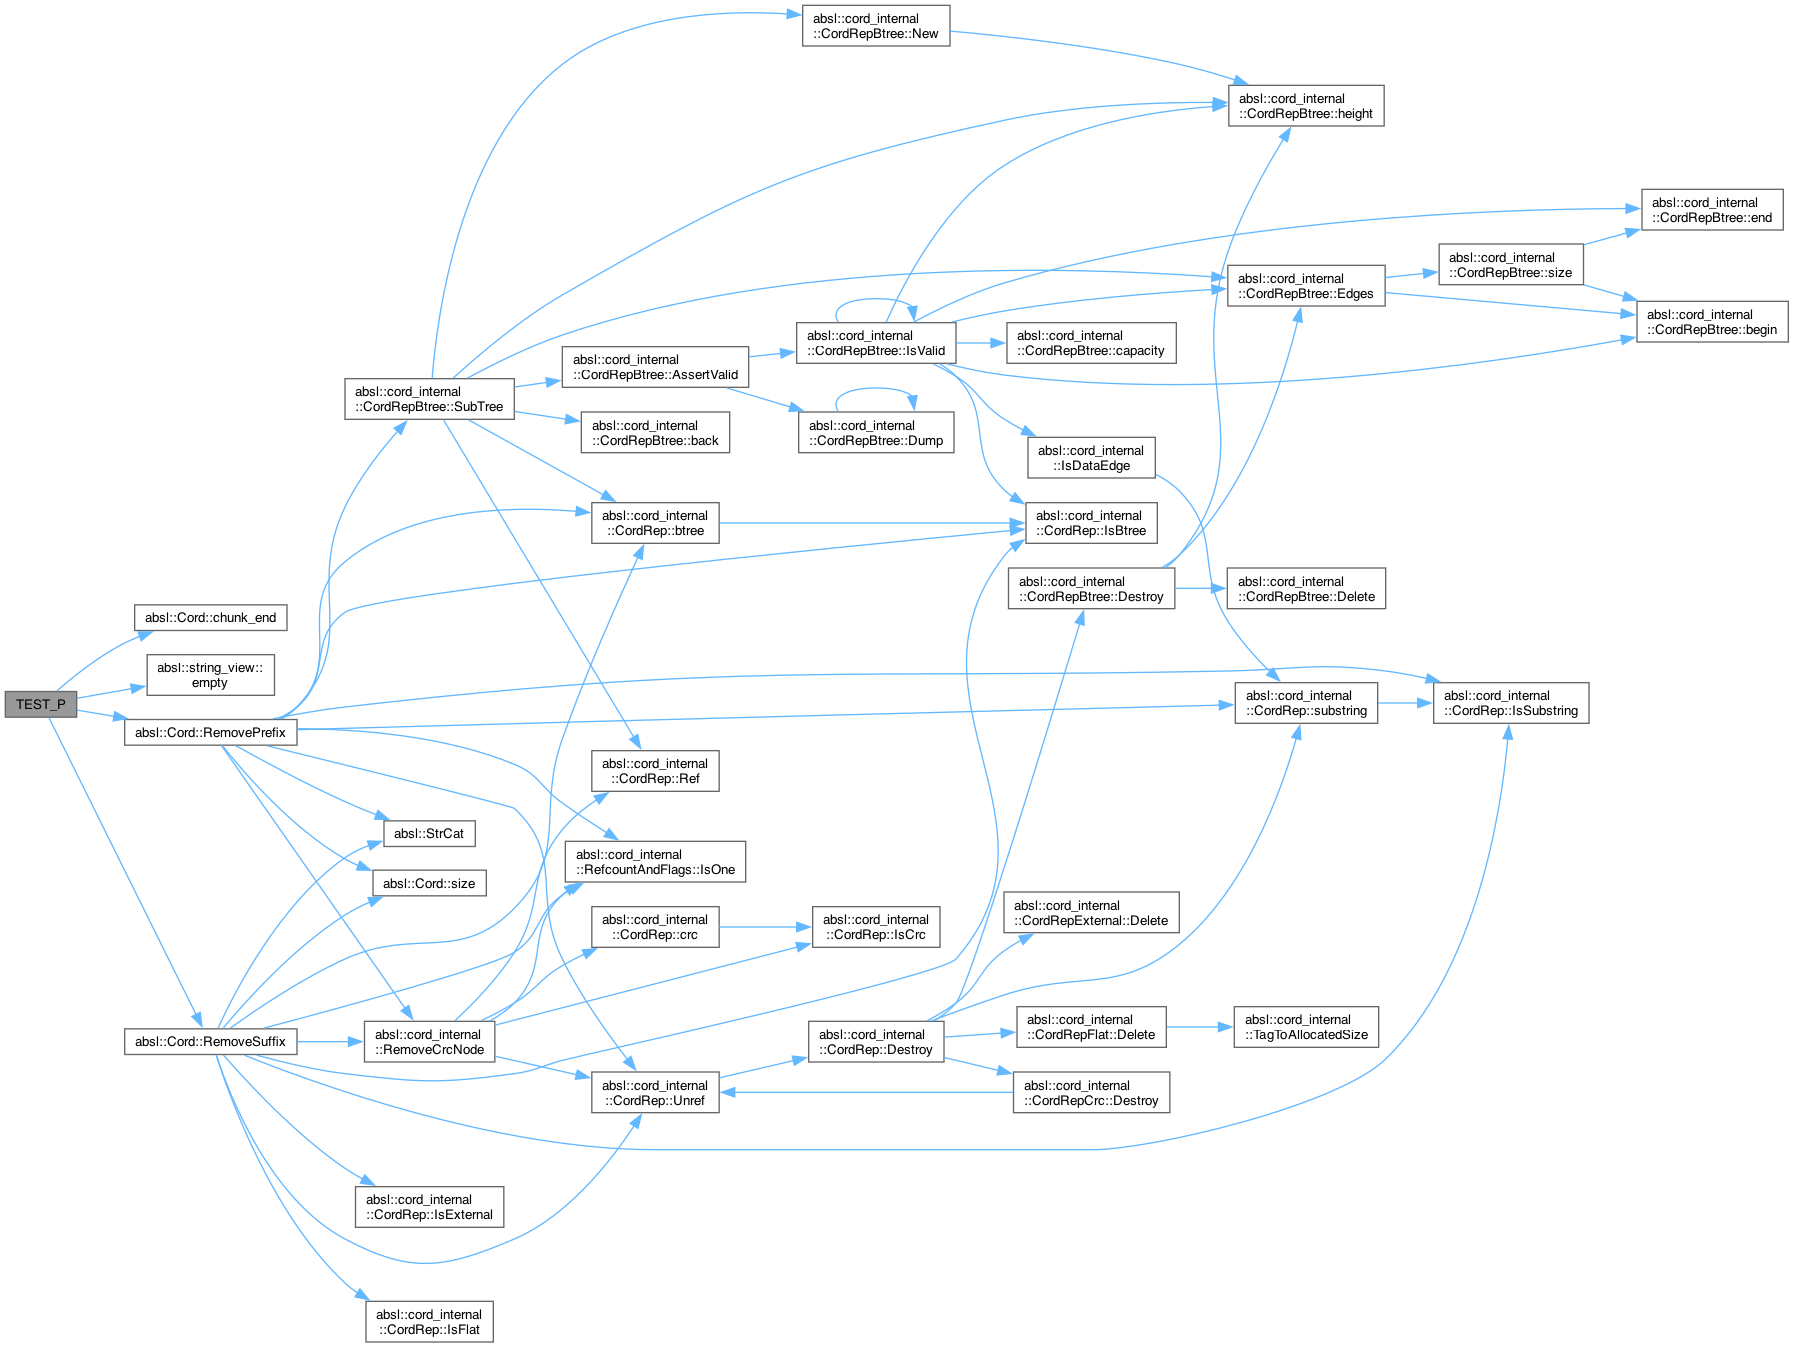 absl::cord_internal
::CordRepBtree::New
absl::cord_internal
::CordRepBtree::height
absl::cord_internal
::CordRepBtree::end
absl::cord_internal
::CordRepBtree::size
absl::cord_internal
::CordRepBtree::Edges
absl::cord_internal
::CordRepBtree::begin
absl::cord_internal
::CordRepBtree::IsValid
absl::cord_internal
::CordRepBtree::capacity
absl::cord_internal
::CordRepBtree::AssertValid
absl::cord_internal
::CordRepBtree::SubTree
absl::cord_internal
::CordRepBtree::back
absl::cord_internal
::CordRepBtree::Dump
absl::cord_internal
::IsDataEdge
absl::cord_internal
::CordRep::btree
absl::cord_internal
::CordRep::IsBtree
absl::cord_internal
::CordRepBtree::Destroy
absl::cord_internal
::CordRepBtree::Delete
absl::Cord::chunk_end
absl::string_view::
empty
TEST_P
absl::Cord::RemovePrefix
absl::cord_internal
::CordRep::substring
absl::cord_internal
::CordRep::IsSubstring
absl::cord_internal
::CordRep::Ref
absl::StrCat
absl::cord_internal
::RefcountAndFlags::IsOne
absl::Cord::size
absl::cord_internal
::CordRep::crc
absl::cord_internal
::CordRep::IsCrc
absl::cord_internal
::CordRepExternal::Delete
absl::Cord::RemoveSuffix
absl::cord_internal
::RemoveCrcNode
absl::cord_internal
::CordRep::Destroy
absl::cord_internal
::CordRepFlat::Delete
absl::cord_internal
::TagToAllocatedSize
absl::cord_internal
::CordRep::Unref
absl::cord_internal
::CordRepCrc::Destroy
absl::cord_internal
::CordRep::IsExternal
absl::cord_internal
::CordRep::IsFlat